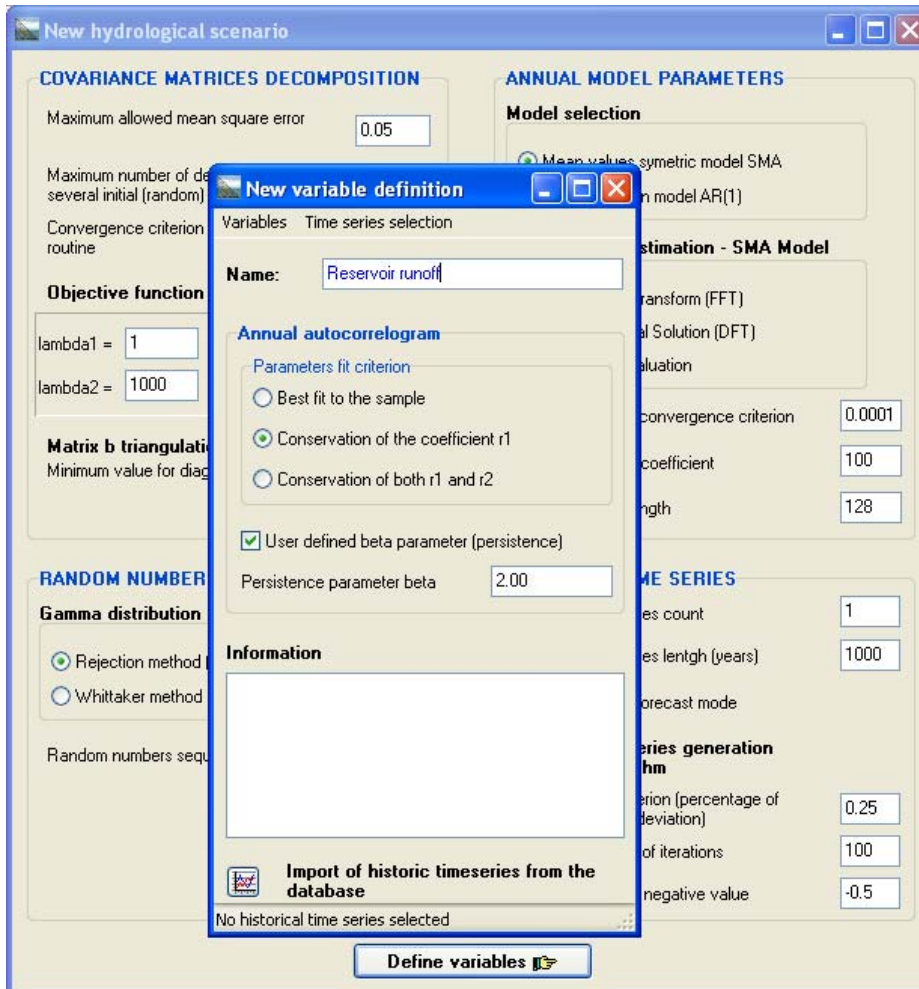 New hydrological scenario
COVARIANCE MATRICES DECOMPOSITION
Maximum allowed mean square error
0.05
Maximum number of de
several initial (random)
Convergence criterion
routine
Objective function
lambda1 = 1
lambda2 = 1000
Matrix b triangulati
Minimum value for diag
RANDOM NUMBER
Gamma distribution
Rejection method
Whittaker method
Random numbers sequ
ANNUAL MODEL PARAMETERS
Model selection
Mean values symetric model SMA
n model AR(1)
stimation - SMA Model
ransform (FFT)
al Solution (DFT)
aluation
convergence criterion 0.0001
coefficient 100
ngth 128
ME SERIES
es count 1
es lentgh (years) 1000
orecast mode
eries generation
hm
erion (percentage of
deviation) 0.25
of iterations 100
negative value -0.5
New variable definition
Variables Time series selection
Name: Reservoir runoff
Annual autocorrelogram
Parameters fit criterion
Best fit to the sample
Conservation of the coefficient r1
Conservation of both r1 and r2
User defined beta parameter (persistence)
Persistence parameter beta 2.00
Information
Import of historic timeseries from the
database
No historical time series selected
Define variables